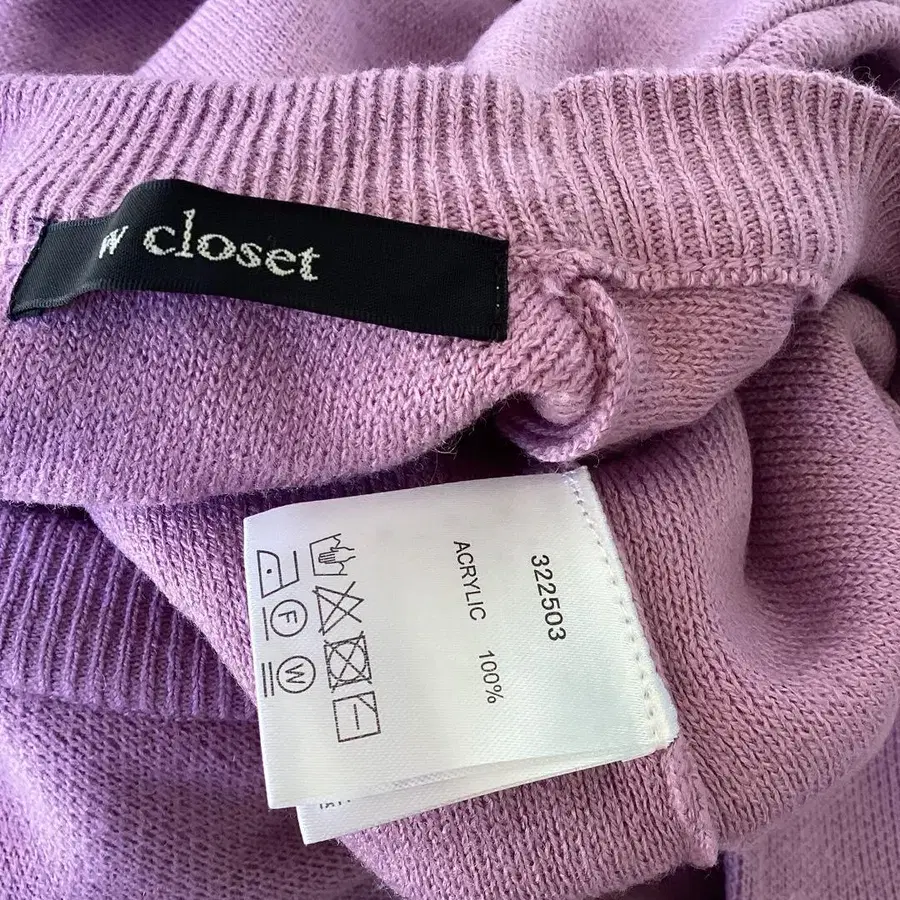 w closet
322503
ACRYLIC 100%
F
W